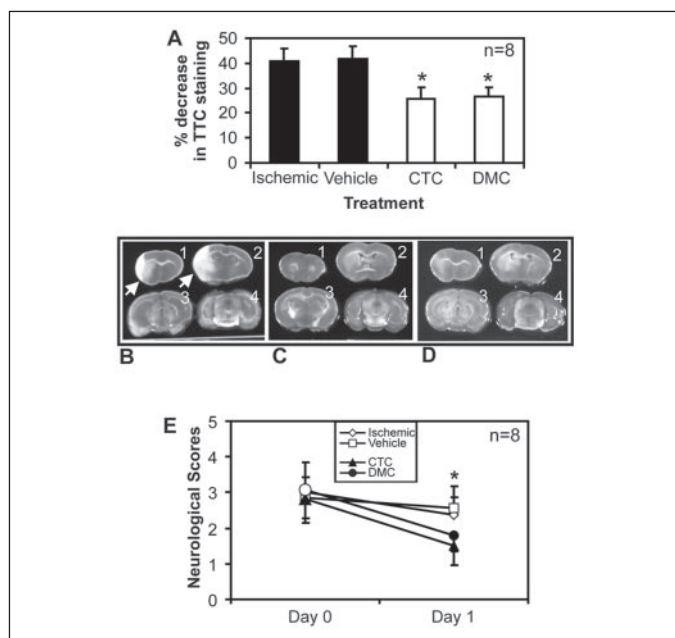 A
n=8
% decrease
in TTC staining
50
40
30
20
10
0
*
*
Ischemic Vehicle CTC DMC
Treatment
1
2
3
4
B
1
2
3
4
C
1
2
3
4
D
E
n=8
Neurological Scores
5
4
3
2
1
0
Ischemic
Vehicle
CTC
DMC
*
Day 0 Day 1